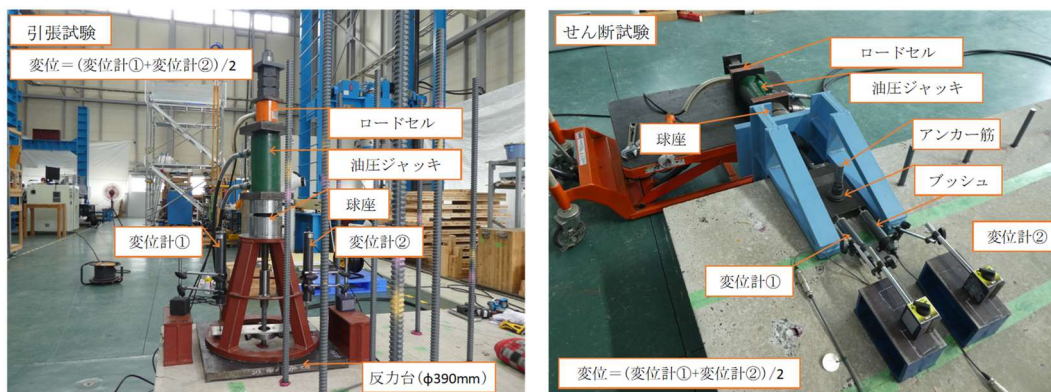 引張試験
変位＝(変位計①+変位計②)/2
ロードセル
油圧ジャッキ
球座
変位計①
変位計②
反力台(φ390mm)
せん断試験
ロードセル
油圧ジャッキ
球座
アンカー筋
ブッシュ
変位計②
変位計①
変位＝(変位計①+変位計②)/2